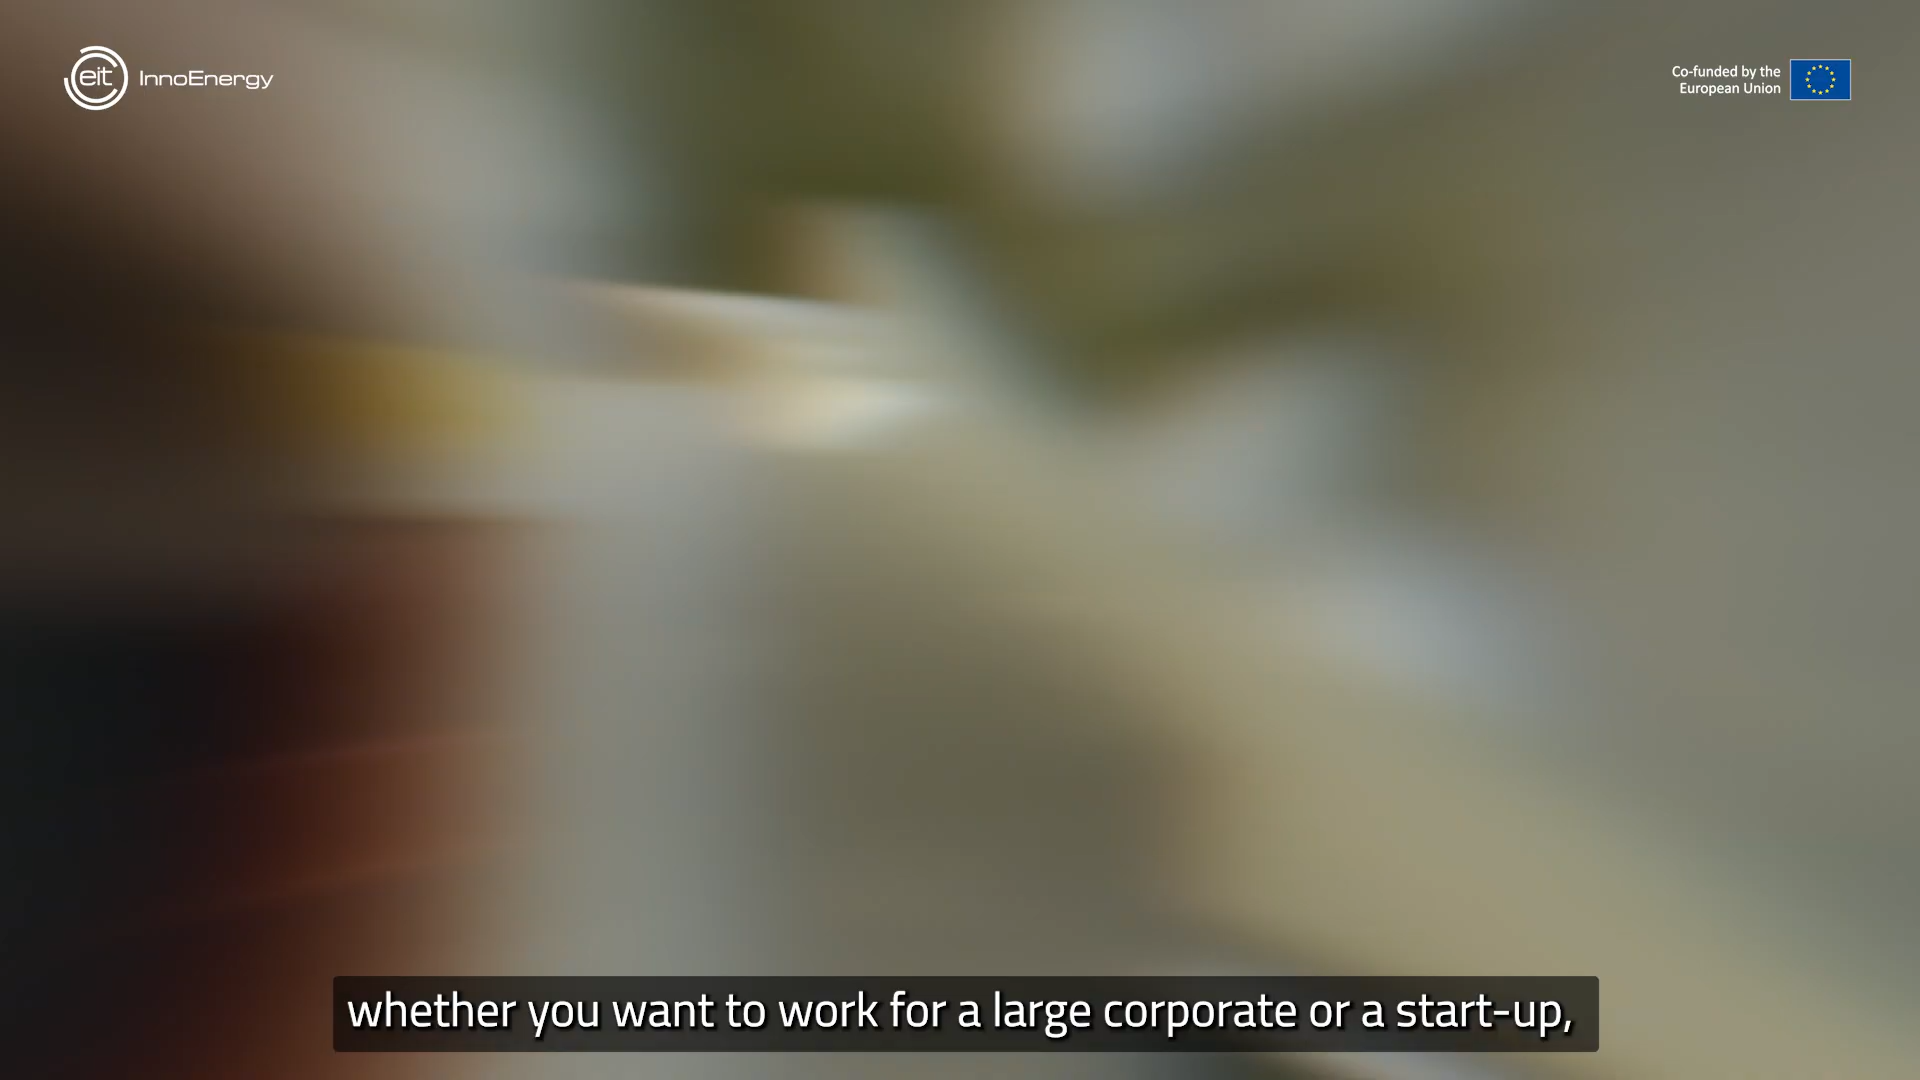 eit InnoEnergy
Co-funded by the
European Union
whether you want to work for a large corporate or a start-up,